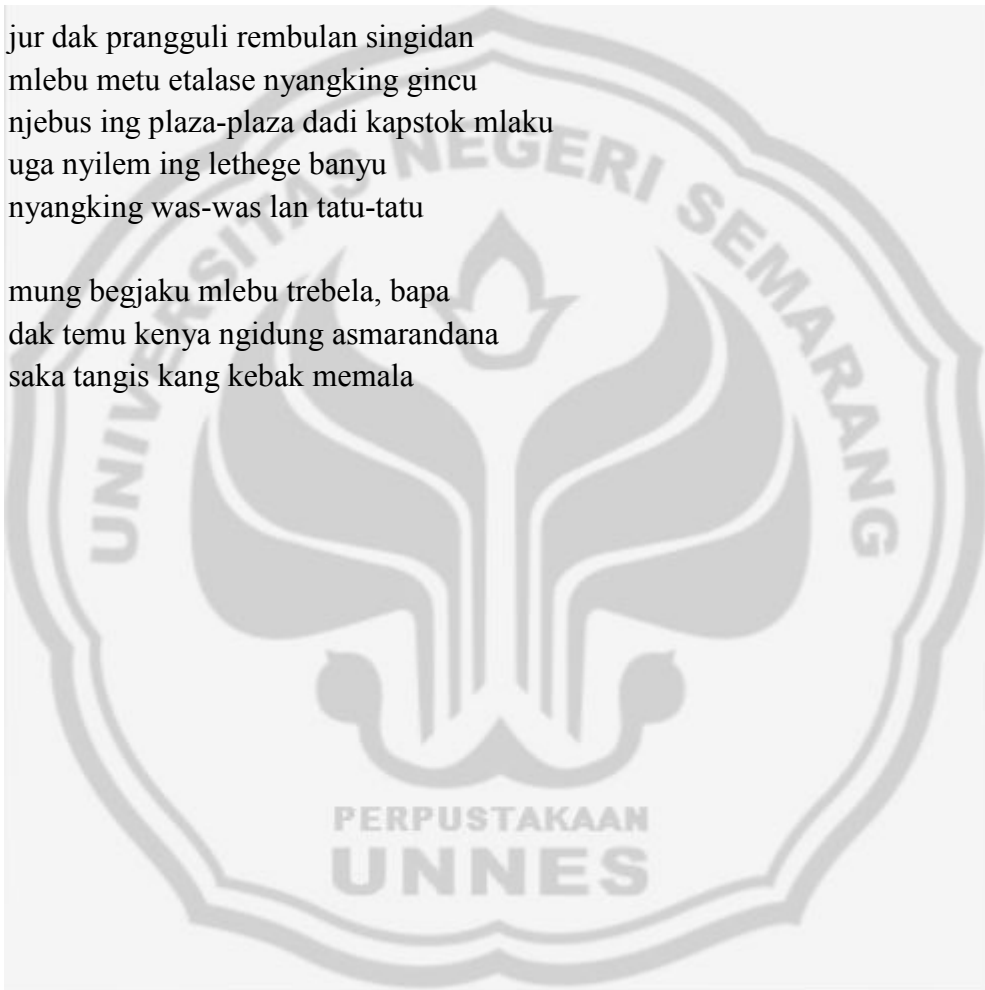 jur dak prangguli rembulan singidan
mlebu metu etalase nyangking gincu
njebus ing plaza-plaza dadi kapstok mlaku
uga nyilem ing lethege banyu
nyangking was-was lan tatu-tatu
mung begjaku mlebu trebela, bapa
dak temu kenya ngidung asmarandana
saka tangis kang kebak memala
UNIVERSITAS NEGERI SEMARANG
PERPUSTAKAAN
UNNES